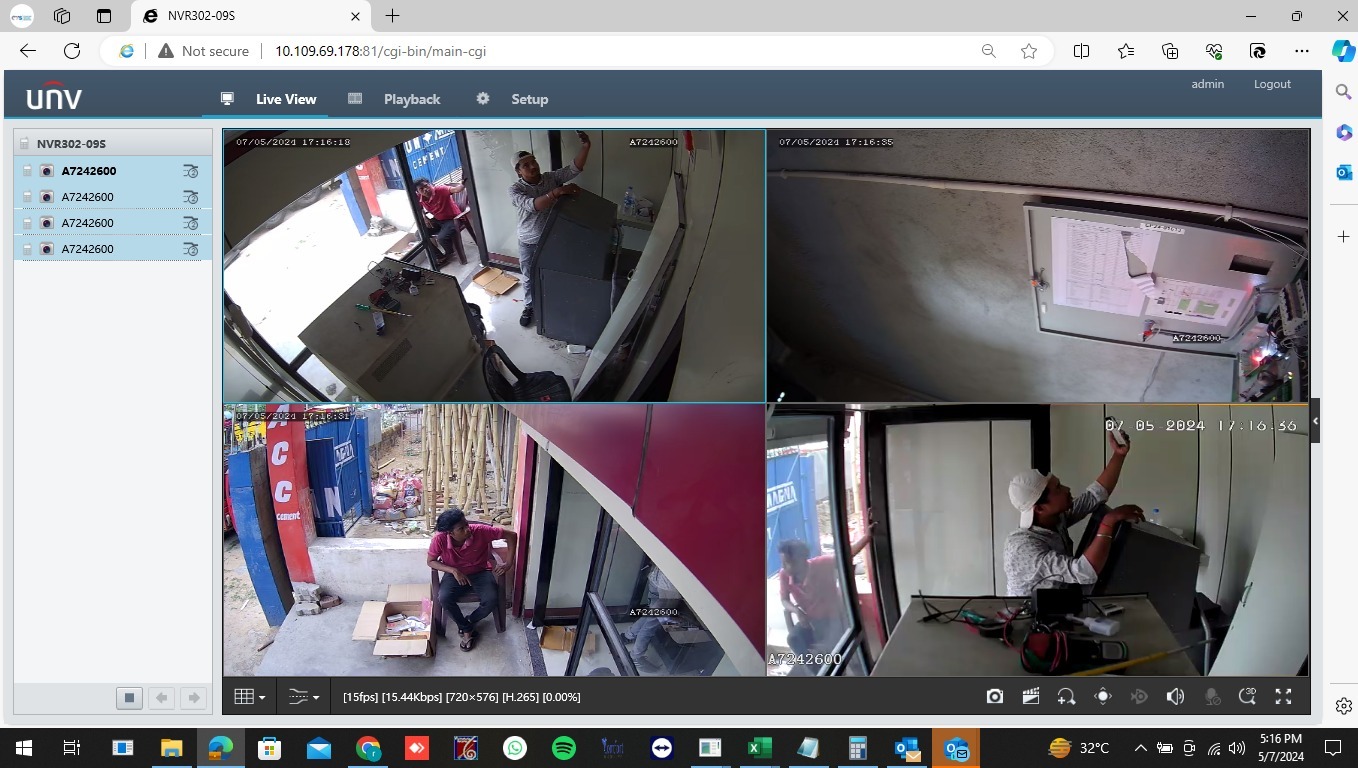 NVR302-09S
Not secure
10.109.69.178:81/cgi-bin/main-cgi
unv
Live View
Playback
Setup
admin
Logout
NVR302-09S
A7242600
A7242600
A7242600
A7242600
07/05/2024 17:16:18
A7242600
CEMENT
07/05/2024 17:16:35
A7242600
07/05/2024 17:16:31
A
C
C
cement
A7242600
07 05 2024 17:16:36
A7242600
[15fps] [15.44Kbps] [720×576] [H.265] [0.00%]
3D
32°C
5:16 PM
5/7/2024